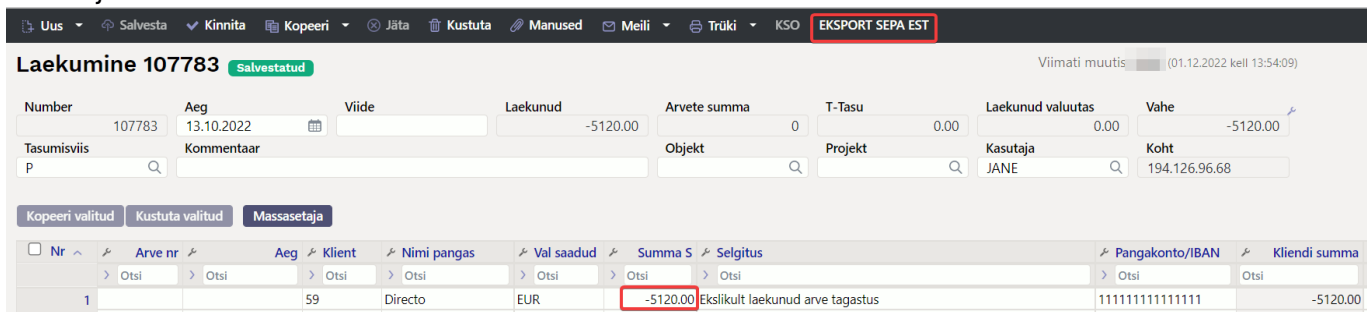 Uus Salvesta Kinnita Kopeeri Jäta Kustuta Manused Meili Trüki KSO EKSPORT SEPA EST
Laekumine 107783 Salvestatud Viimati muutis (01.12.2022 kell 13:54:09)
Number Aeg Viide Laekunud Arvete summa T-Tasu Laekunud valuutas Vahe
107783 13.10.2022 -5120.00 0 0.00 0.00 -5120.00
Tasumisviis Kommentaar Objekt Projekt Kasutaja Koht
P JANE 194.126.96.68
Kopeeri valitud Kustuta valitud Massasetaja
Nr Arve nr Aeg Klient Nimi pangas Val saadud Summa S Selgitus Pangakonto/IBAN Kliendi summa
Otsi Otsi Otsi Otsi Otsi Otsi Otsi Otsi Otsi
1 59 Directo EUR -5120.00 Ekslikult laekunud arve tagastus 111111111111111 -5120.00